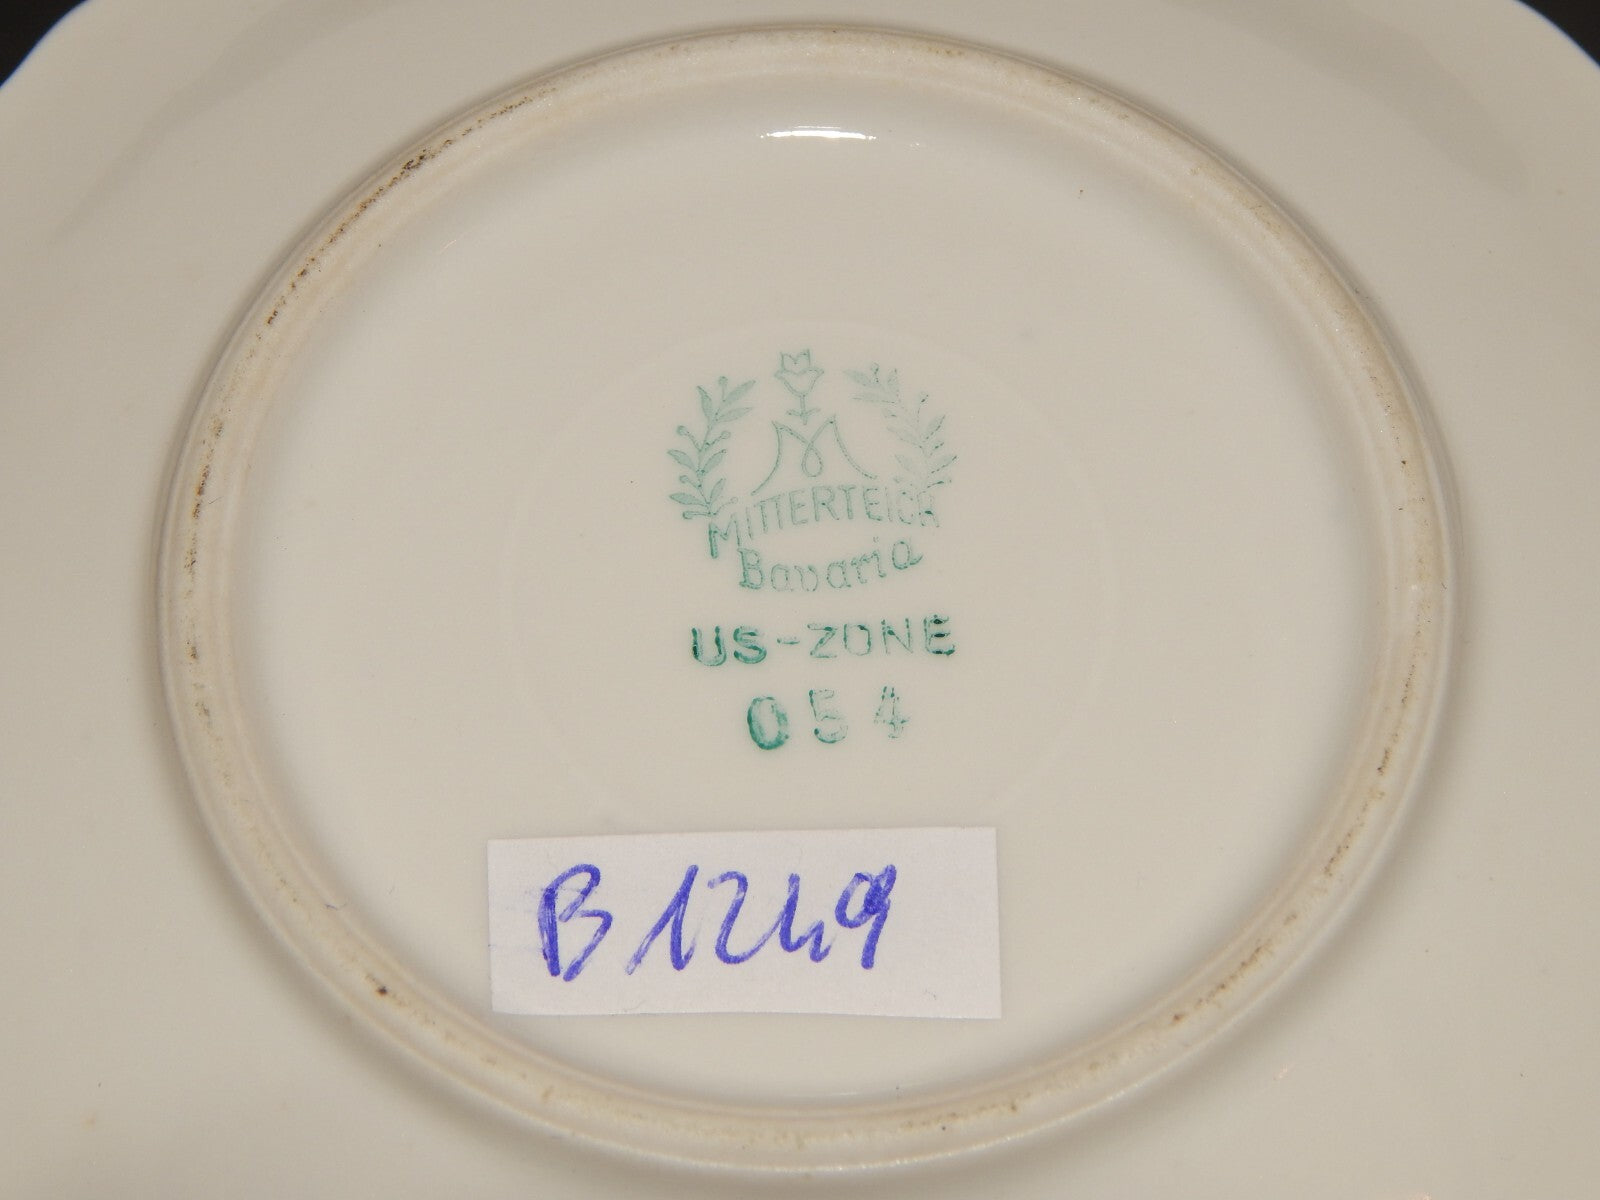 M
MITTERTEICH
Bavaria
US-ZONE
054
B1249